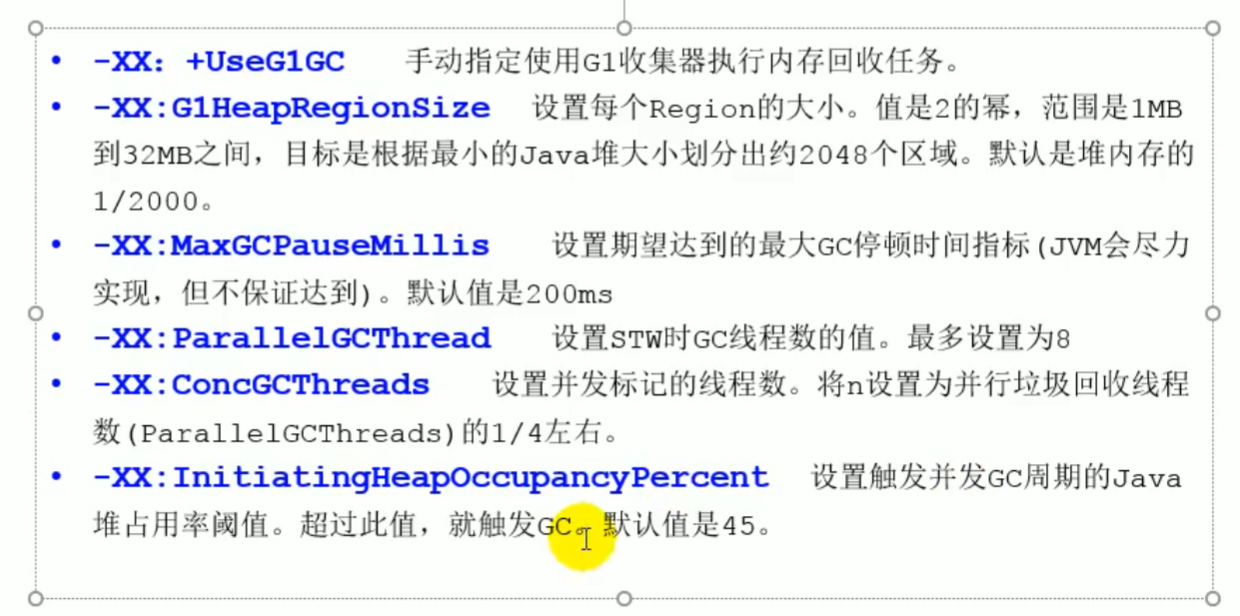 • -XX: +UseG1GC 手动指定使用G1收集器执行内存回收任务。
• -XX:G1HeapRegionSize 设置每个Region的大小。值是2的幂，范围是1MB
到32MB之间，目标是根据最小的Java堆大小划分出约2048个区域。默认是堆内存的
1/2000。
• -XX:MaxGCPauseMillis 设置期望达到的最大GC停顿时间指标(JVM会尽力
实现，但不保证达到)。默认值是200ms
• -XX:ParallelGCThread 设置STW时GC线程数的值。最多设置为8
• -XX:ConcGCThreads 设置并发标记的线程数。将n设置为并行垃圾回收线程
数(ParallelGCThreads)的1/4左右。
• -XX:InitiatingHeapOccupancyPercent 设置触发并发GC周期的Java
堆占用率阈值。超过此值，就触发GC。默认值是45。